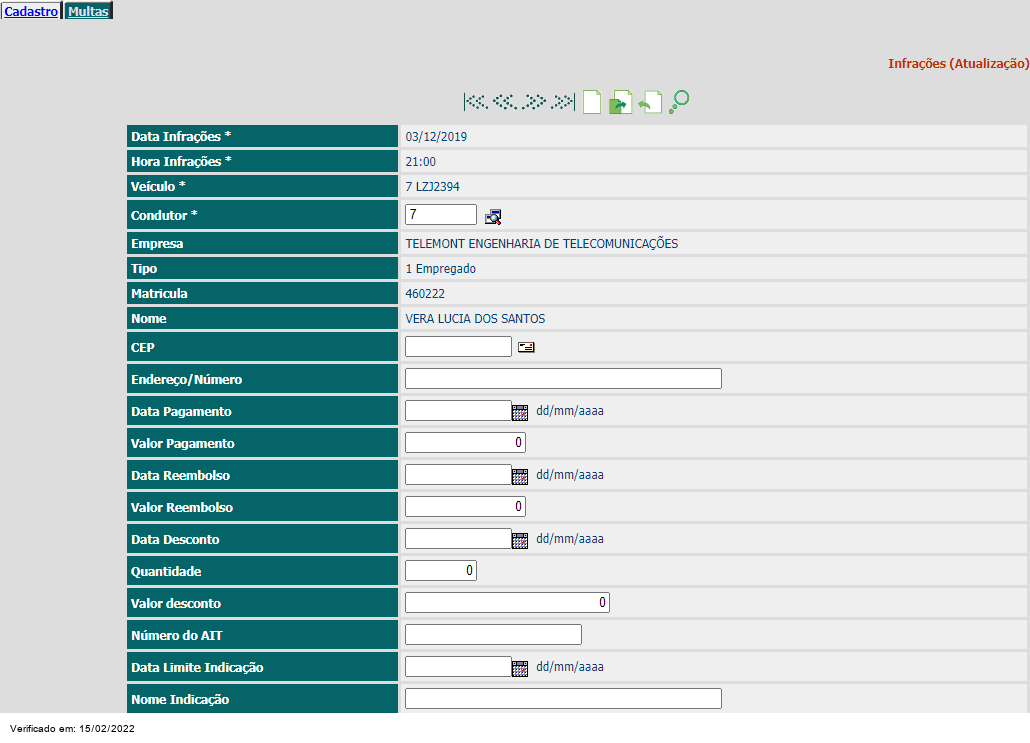 Cadastro Multas
Infrações (Atualização)
Data Infrações * 03/12/2019
Hora Infrações * 21:00
Veículo * 7 LZJ2394
Condutor * 7
Empresa TELEMONT ENGENHARIA DE TELECOMUNICAÇÕES
Tipo 1 Empregado
Matricula 460222
Nome VERA LUCIA DOS SANTOS
CEP
Endereço/Número
Data Pagamento dd/mm/aaaa
Valor Pagamento 0
Data Reembolso dd/mm/aaaa
Valor Reembolso 0
Data Desconto dd/mm/aaaa
Quantidade 0
Valor desconto 0
Número do AIT
Data Limite Indicação dd/mm/aaaa
Nome Indicação
Verificado em: 15/02/2022